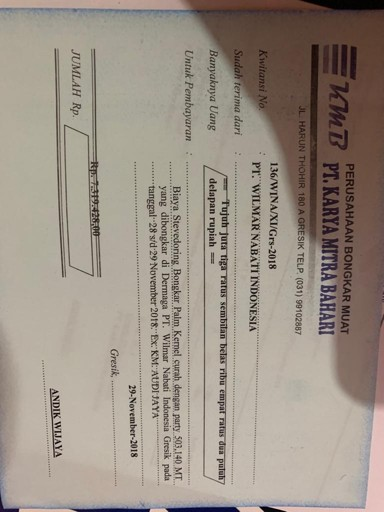 KMB
PERUSAHAAN BONGKAR MUAT
PT. KARYA MITRA BAHARI
JL. HARUN THOHIR 180 A GRESIK TELP. (031) 99102887
Kwitansi No. : 136/WINA/XI/Grs-2018
Sudah terima dari : PT. WILMAR NABATI INDONESIA
Banyaknya Uang : == Tujuh juta tiga ratus sembilan belas ribu empat ratus dua puluh
delapan rupiah ==
Untuk Pembayaran : Biaya Stevedoring Bongkar Palm Kernel curah dengan party 503,140 MT
yang dibongkar di Dermaga PT. Wilmar Nabati Indonesia Gresik pada
tanggal 28 s/d 29 November 2018. Ex. KM. AUDI JAYA
Gresik, 29-November-2018
JUMLAH Rp. Rp. 7.319.428,00
ANDIK WIJAYA